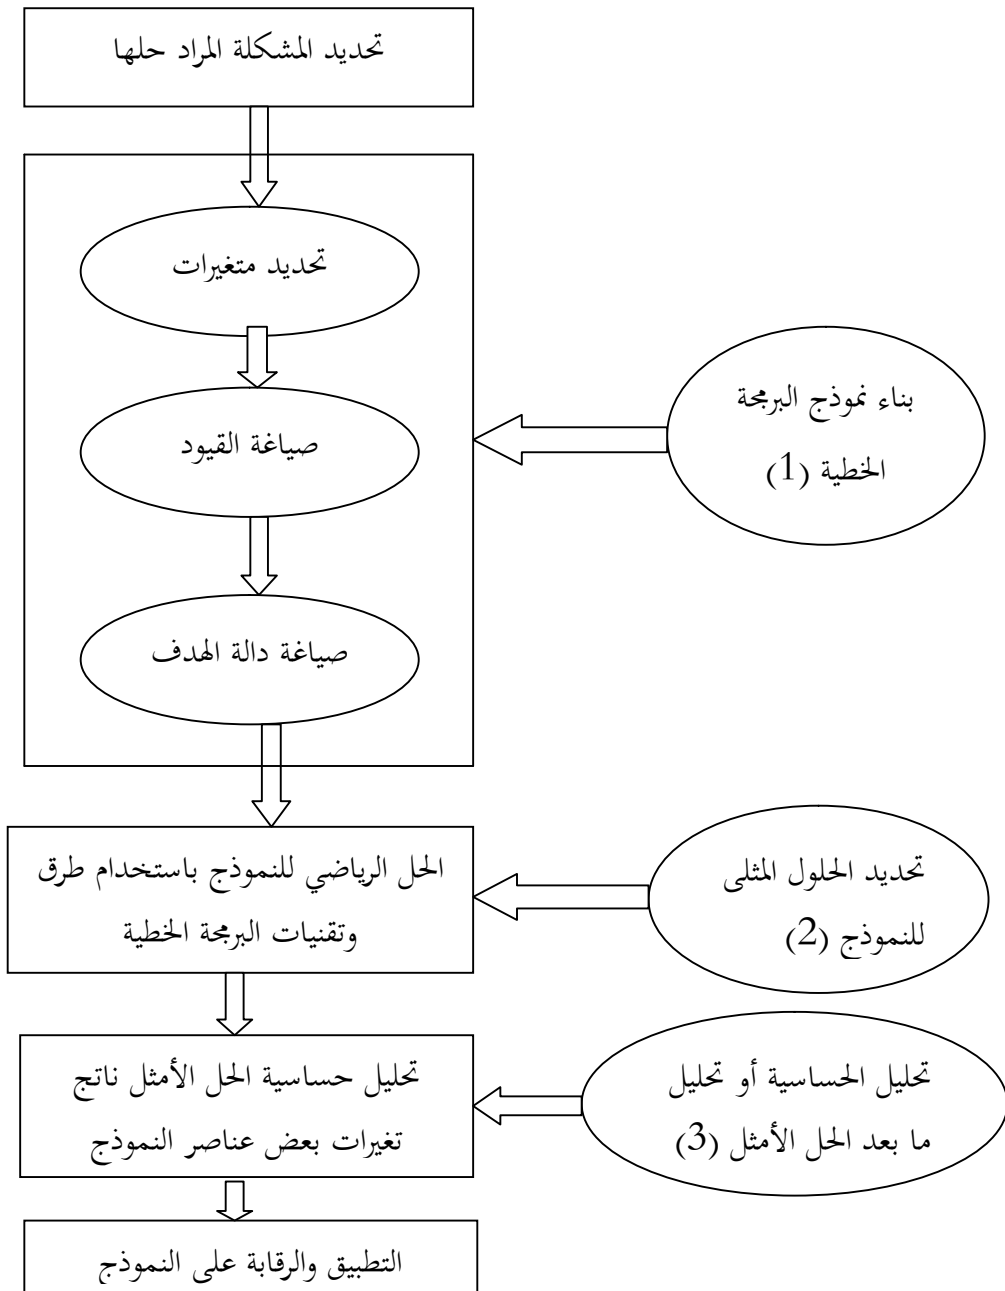 تحديد المشكلة المراد حلها
تحديد متغيرات
صياغة القيود
صياغة دالة الهدف
بناء نموذج البرمجة
الخطية (1)
الحل الرياضي للنموذج باستخدام طرق
وتقنيات البرمجة الخطية
تحديد الحلول المثلى
للنموذج (2)
تحليل حساسية الحل الأمثل ناتج
تغيرات بعض عناصر النموذج
تحليل الحساسية أو تحليل
ما بعد الحل الأمثل (3)
التطبيق والرقابة على النموذج